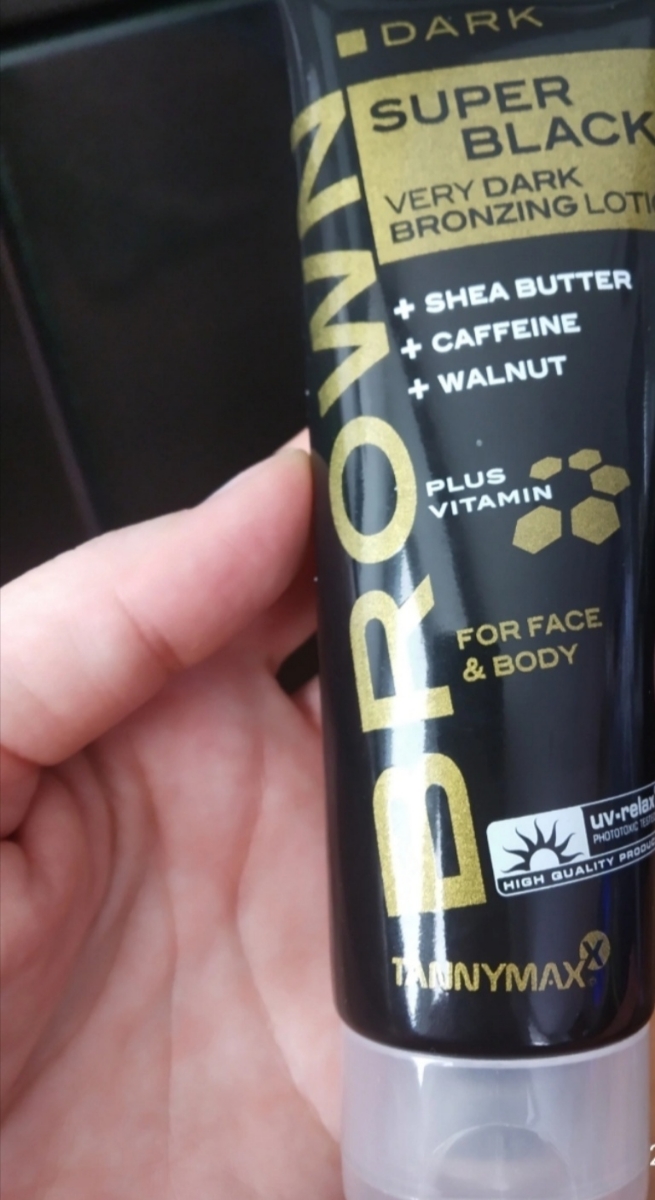 DARK
SUPER
BLACK
VERY DARK
BRONZING
+ SHEA BUTTER
+ CAFFEINE
+ WALNUT
PLUS
VITAMIN
FOR FACE
& BODY
BROWN
uv-relax
PHOTOTOXIC
HIGH QUALITY
TANNYMAXX